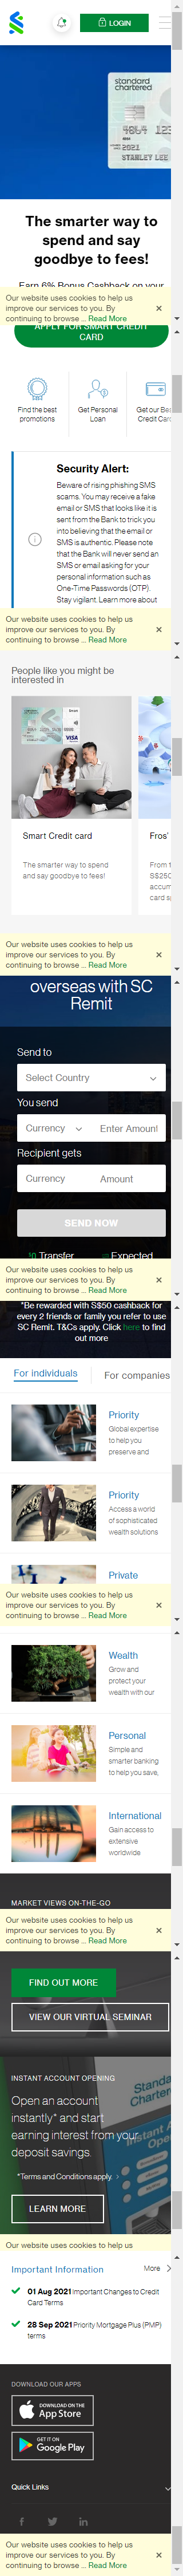 LOGIN
standard
chartered
STANLEY LEE
The smarter way to
spend and say
goodbye to fees!
Earn 6% Bonus Cashback on your
Our website uses cookies to help us
improve our services to you. By
continuing to browse ... Read More
×
APPLY FOR SMART CREDIT
CARD
Find the best
promotions
Get Personal
Loan
Get our Bes
Credit Card
Security Alert:
Beware of rising phishing SMS
scams. You may receive a fake
email or SMS that looks like it is
sent from the Bank to trick you
into believing that the email or
SMS is authentic. Please note
that the Bank will never send an
SMS or email asking for your
personal information such as
One-Time Passwords (OTP).
Stay vigilant. Learn more about
Our website uses cookies to help us
improve our services to you. By
continuing to browse ... Read More
×
People like you might be
interested in
VISA
Smart Credit card
The smarter way to spend
and say goodbye to fees!
Fros'
From 1
S$25C
accum
card sp
Our website uses cookies to help us
improve our services to you. By
continuing to browse ... Read More
×
overseas with SC
Remit
Send to
Select Country
You send
Currency
Enter Amount
Recipient gets
Currency
Amount
SEND NOW
Transfer
Expected
Our website uses cookies to help us
improve our services to you. By
continuing to browse ... Read More
×
*Be rewarded with S$50 cashback for
every 2 friends or family you refer to use
SC Remit. T&Cs apply. Click here to find
out more
For individuals
For companies
Priority
Global expertise
to help you
preserve and
Priority
Access a world
of sophisticated
wealth solutions
Private
Our website uses cookies to help us
improve our services to you. By
continuing to browse ... Read More
×
Wealth
Grow and
protect your
wealth with our
Personal
Simple and
smarter banking
to help you save,
International
Gain access to
extensive
worldwide
MARKET VIEWS ON-THE-GO
Our website uses cookies to help us
improve our services to you. By
continuing to browse ... Read More
×
FIND OUT MORE
VIEW OUR VIRTUAL SEMINAR
INSTANT ACCOUNT OPENING
Open an account
instantly* and start
earning interest from your
deposit savings.
*Terms and Conditions apply.
LEARN MORE
Our website uses cookies to help us
Important Information
More
01 Aug 2021 Important Changes to Credit
Card Terms
28 Sep 2021 Priority Mortgage Plus (PMP)
terms
DOWNLOAD OUR APPS
DOWNLOAD ON THE
App Store
GET IT ON
Google Play
Quick Links
Our website uses cookies to help us
improve our services to you. By
continuing to browse ... Read More
×